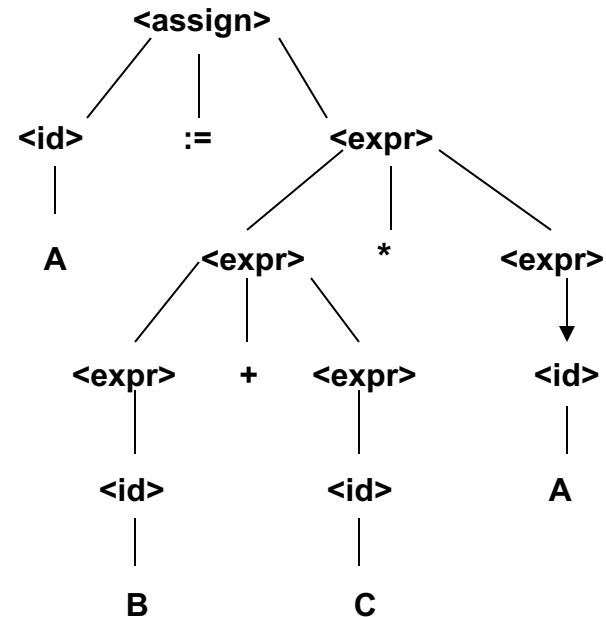 <assign>
<id> := <expr>
A <expr> * <expr>
<expr> + <expr> <id>
<id> <id> A
B C